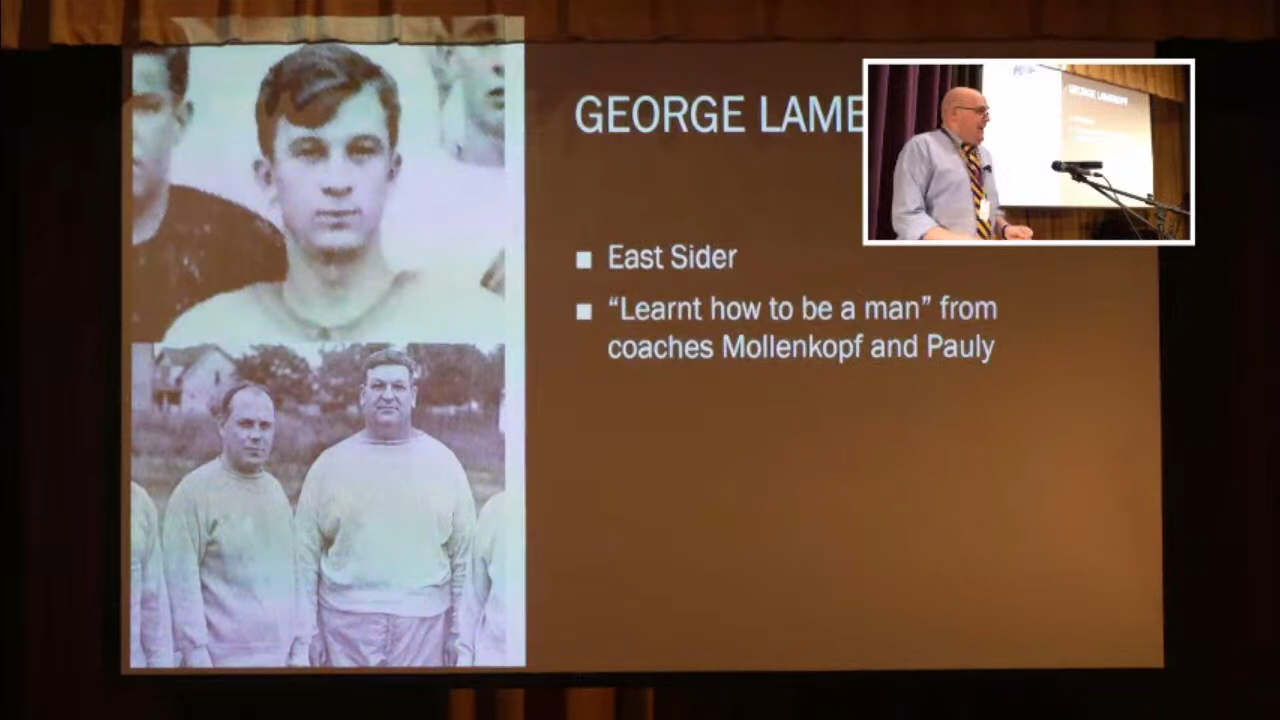 GEORGE LAMB
East Sider
“Learnt how to be a man” from
coaches Mollenkopf and Pauly